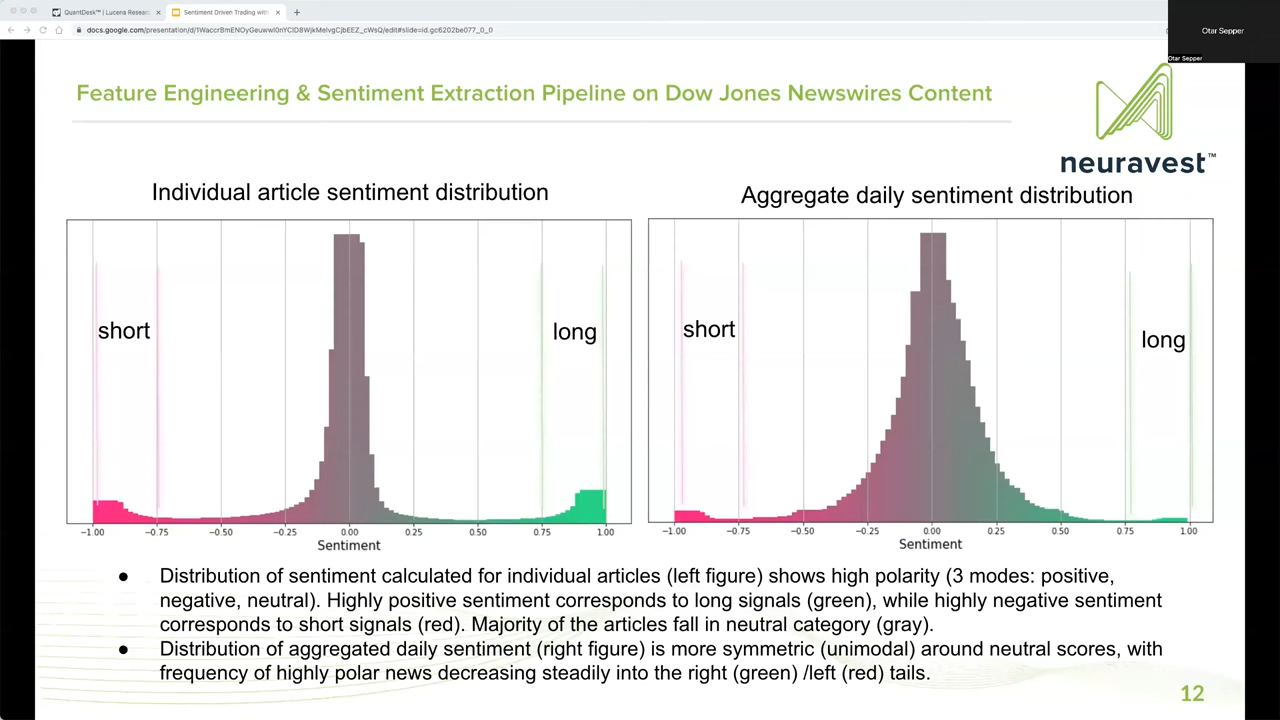 QuantDesk™ | Lucena Resear
Sentiment Driven Trading with
Otar Sepper
Otar Sepper
Feature Engineering & Sentiment Extraction Pipeline on Dow Jones Newswires Content
neuravest™
Individual article sentiment distribution
short
long
−1.00 −0.75 −0.50 −0.25 0.00 0.25 0.50 0.75 1.00
Sentiment
Aggregate daily sentiment distribution
short
long
−1.00 −0.75 −0.50 −0.25 0.00 0.25 0.50 0.75 1.00
Sentiment
● Distribution of sentiment calculated for individual articles (left figure) shows high polarity (3 modes: positive,
negative, neutral). Highly positive sentiment corresponds to long signals (green), while highly negative sentiment
corresponds to short signals (red). Majority of the articles fall in neutral category (gray).
● Distribution of aggregated daily sentiment (right figure) is more symmetric (unimodal) around neutral scores, with
frequency of highly polar news decreasing steadily into the right (green) /left (red) tails.
12